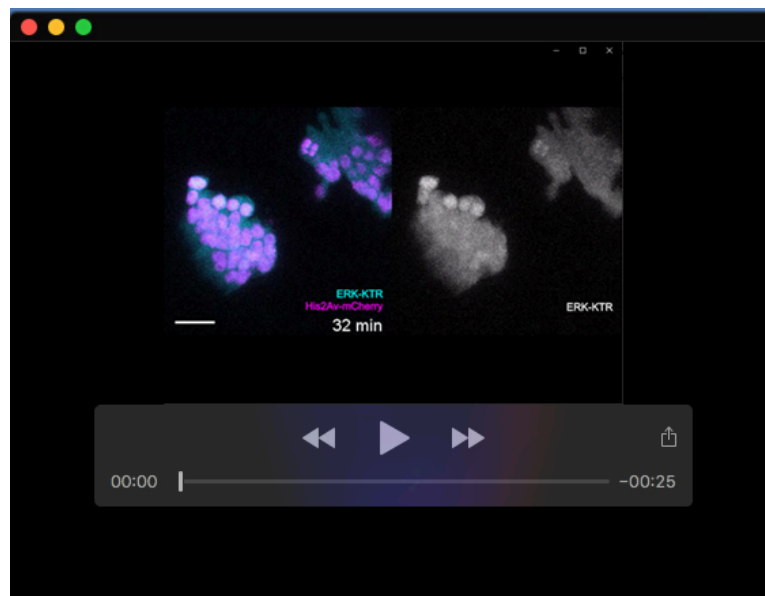 ERK-KTR
His2Av-mCherry
32 min
ERK-KTR
00:00
-00:25